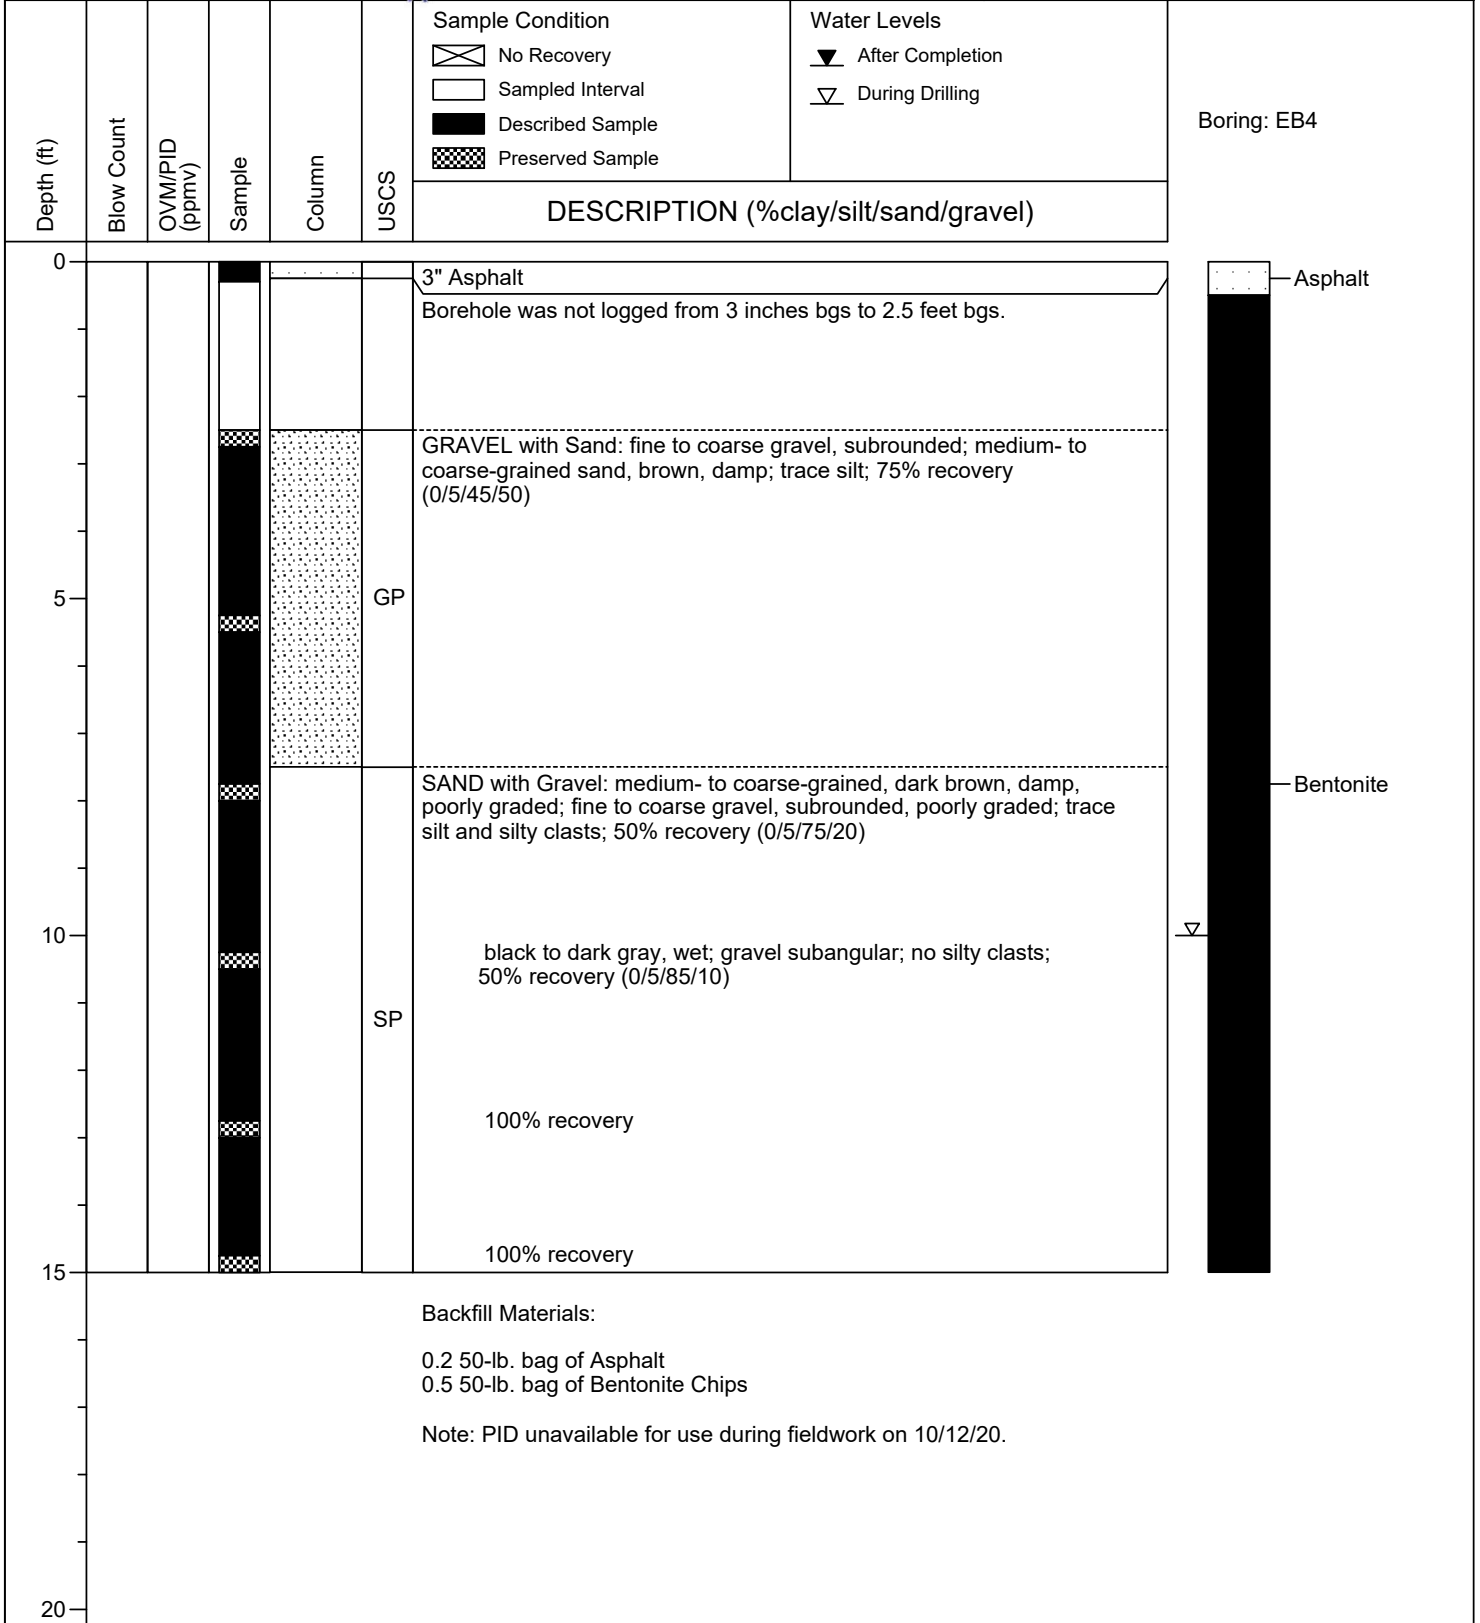 Depth (ft)
Blow Count
OVM/PID
(ppmv)
Sample
Column
USCS
Sample Condition
No Recovery
Sampled Interval
Described Sample
Preserved Sample
Water Levels
After Completion
During Drilling
Boring: EB4
DESCRIPTION (%clay/silt/sand/gravel)
0
3" Asphalt
Asphalt
Borehole was not logged from 3 inches bgs to 2.5 feet bgs.
GRAVEL with Sand: fine to coarse gravel, subrounded; medium- to
coarse-grained sand, brown, damp; trace silt; 75% recovery
(0/5/45/50)
5
GP
SAND with Gravel: medium- to coarse-grained, dark brown, damp,
poorly graded; fine to coarse gravel, subrounded, poorly graded; trace
silt and silty clasts; 50% recovery (0/5/75/20)
Bentonite
10
black to dark gray, wet; gravel subangular; no silty clasts;
50% recovery (0/5/85/10)
SP
100% recovery
100% recovery
15
Backfill Materials:
0.2 50-lb. bag of Asphalt
0.5 50-lb. bag of Bentonite Chips
Note: PID unavailable for use during fieldwork on 10/12/20.
20